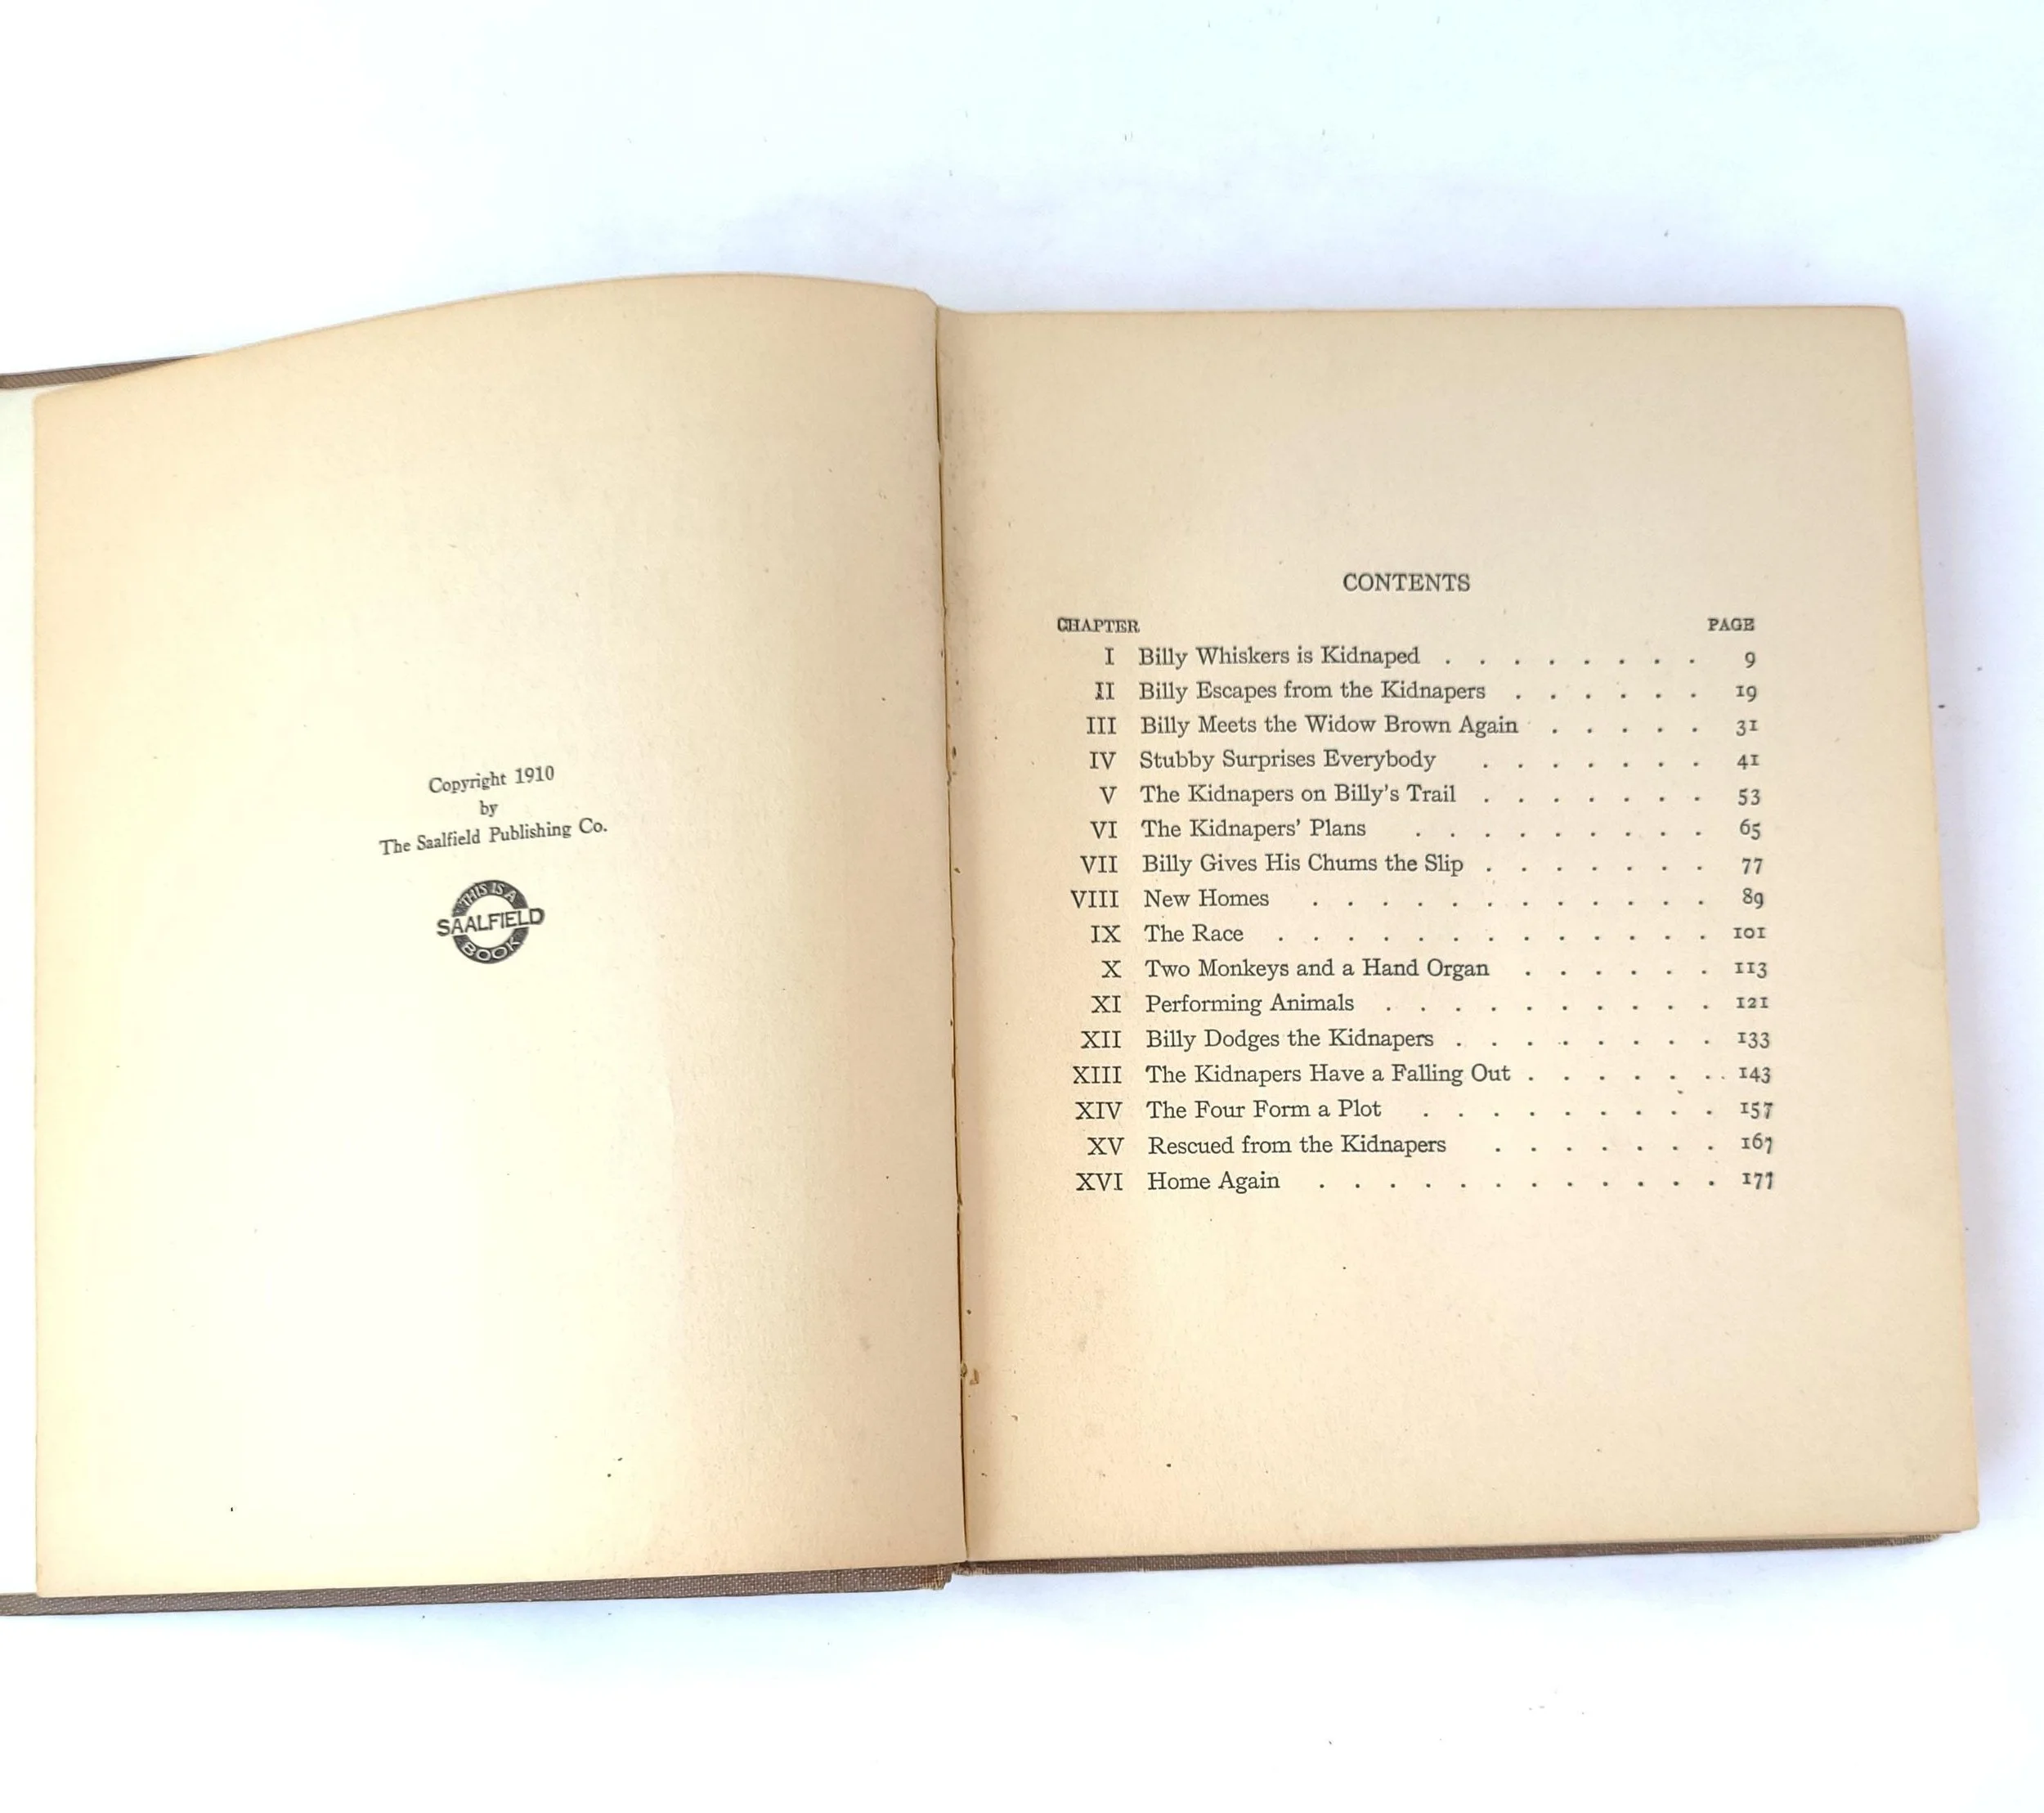 Copyright 1910
by
The Saalfield Publishing Co.
THIS IS A
SAALFIELD
BOOK
CONTENTS
CHAPTER PAGE
I Billy Whiskers is Kidnaped . . . . . . . . 9
II Billy Escapes from the Kidnapers . . . . . . 19
III Billy Meets the Widow Brown Again . . . . . 31
IV Stubby Surprises Everybody . . . . . . . 41
V The Kidnapers on Billy's Trail . . . . . . . 53
VI The Kidnapers' Plans . . . . . . . . . 65
VII Billy Gives His Chums the Slip . . . . . . . 77
VIII New Homes . . . . . . . . . . . . 89
IX The Race . . . . . . . . . . . . . 101
X Two Monkeys and a Hand Organ . . . . . . 113
XI Performing Animals . . . . . . . . . . 121
XII Billy Dodges the Kidnapers . . . . . . . . 133
XIII The Kidnapers Have a Falling Out . . . . . . 143
XIV The Four Form a Plot . . . . . . . . . 157
XV Rescued from the Kidnapers . . . . . . . 167
XVI Home Again . . . . . . . . . . . . 177